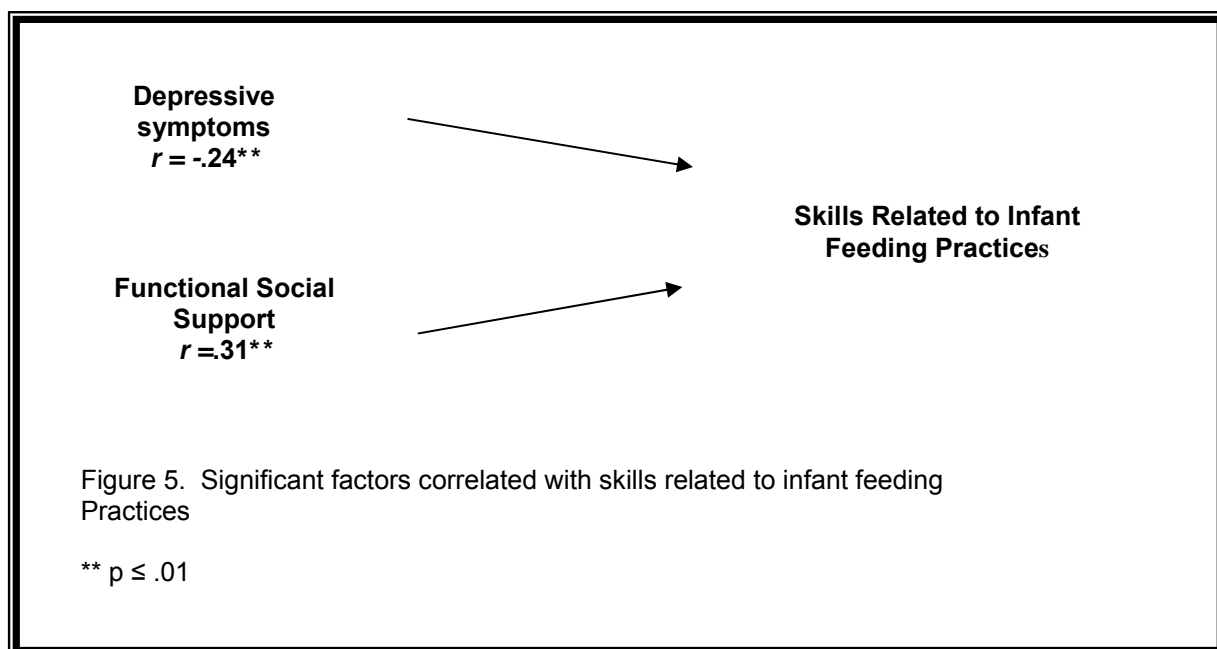 Depressive
symptoms
r = -.24**
Skills Related to Infant
Feeding Practices
Functional Social
Support
r =.31**
Figure 5.  Significant factors correlated with skills related to infant feeding
Practices
** p ≤ .01